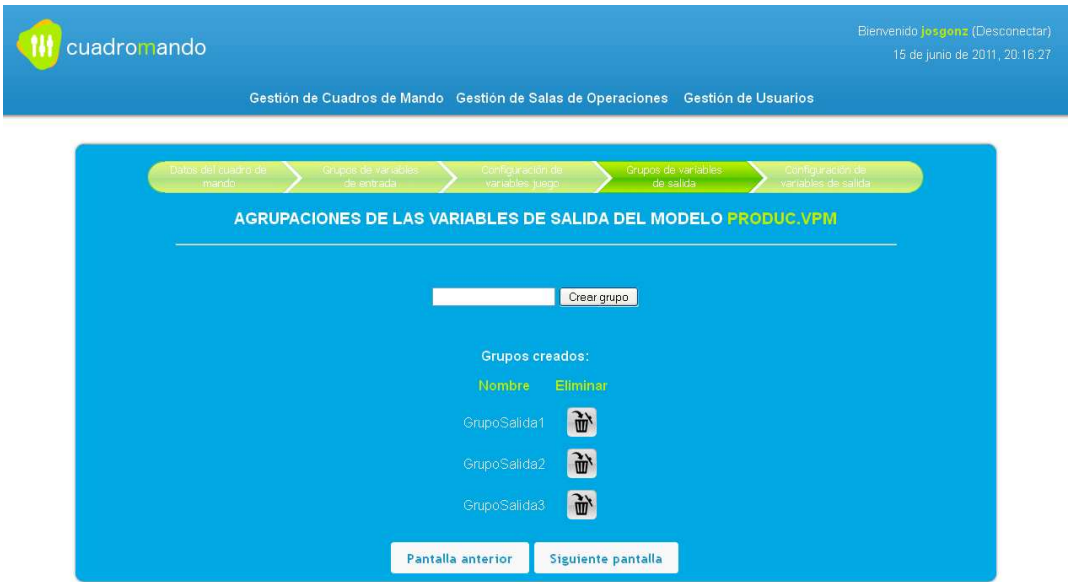 cuadromando
Bienvenido josgonz (Desconectar)
15 de junio de 2011, 20:16:27
Gestión de Cuadros de Mando Gestión de Salas de Operaciones Gestión de Usuarios
Datos del cuadro de
mando
Grupos de variables
de entrada
Configuración de
variables juego
Grupos de variables
de salida
Configuración de
variables de salida
AGRUPACIONES DE LAS VARIABLES DE SALIDA DEL MODELO PRODUC.VPM
Crear grupo
Grupos creados:
Nombre Eliminar
GrupoSalida1
GrupoSalida2
GrupoSalida3
Pantalla anterior Siguiente pantalla